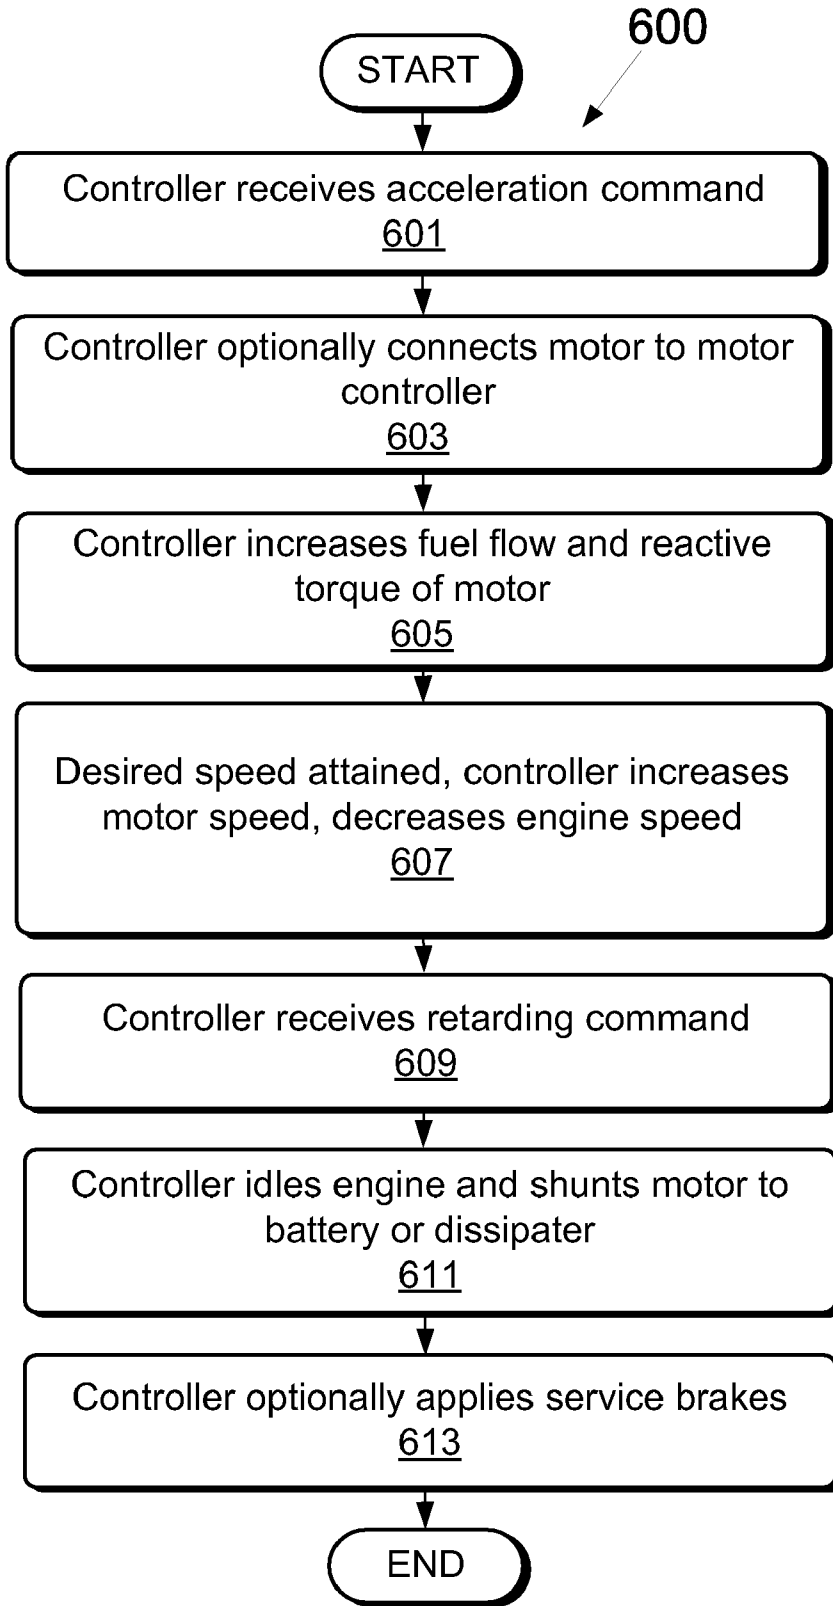 600
START
Controller receives acceleration command
601
Controller optionally connects motor to motor
controller
603
Controller increases fuel flow and reactive
torque of motor
605
Desired speed attained, controller increases
motor speed, decreases engine speed
607
Controller receives retarding command
609
Controller idles engine and shunts motor to
battery or dissipater
611
Controller optionally applies service brakes
613
END